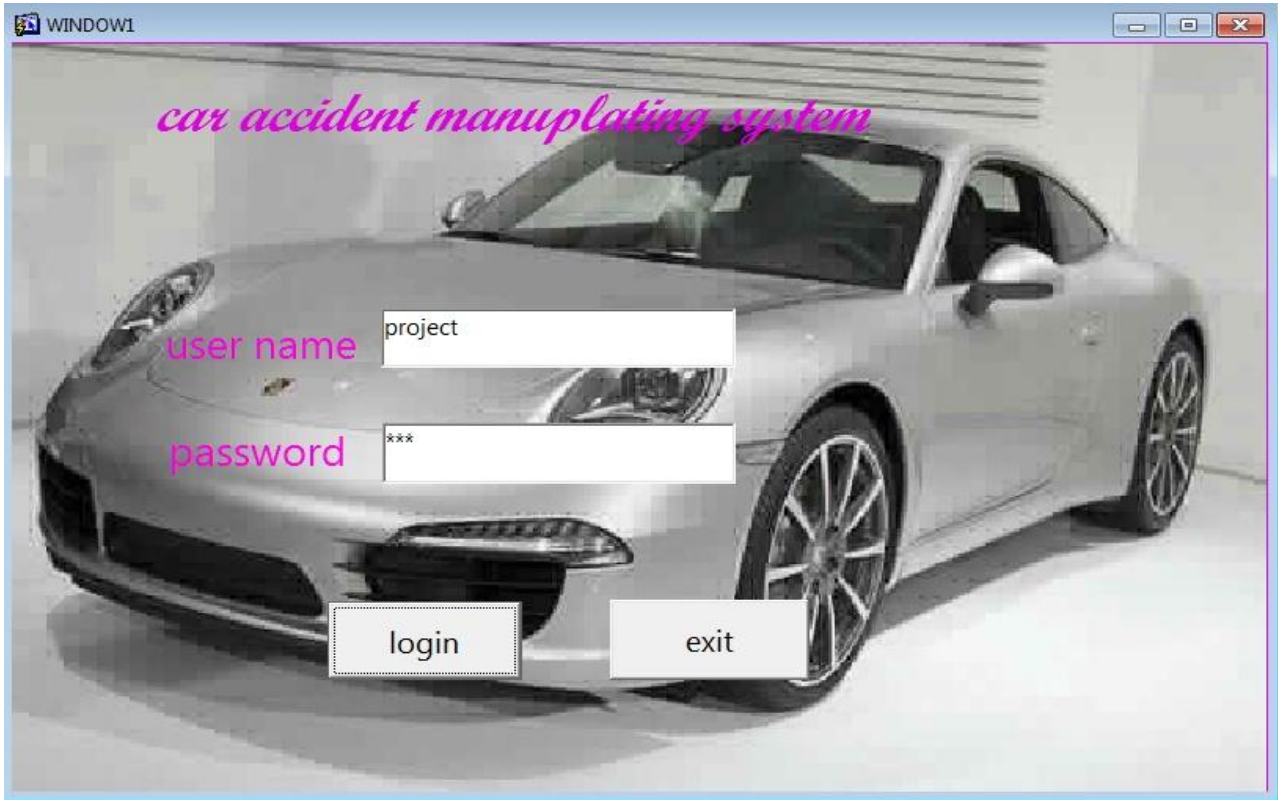 WINDOW1
car accident manuplating system
user name
project
password
***
login
exit